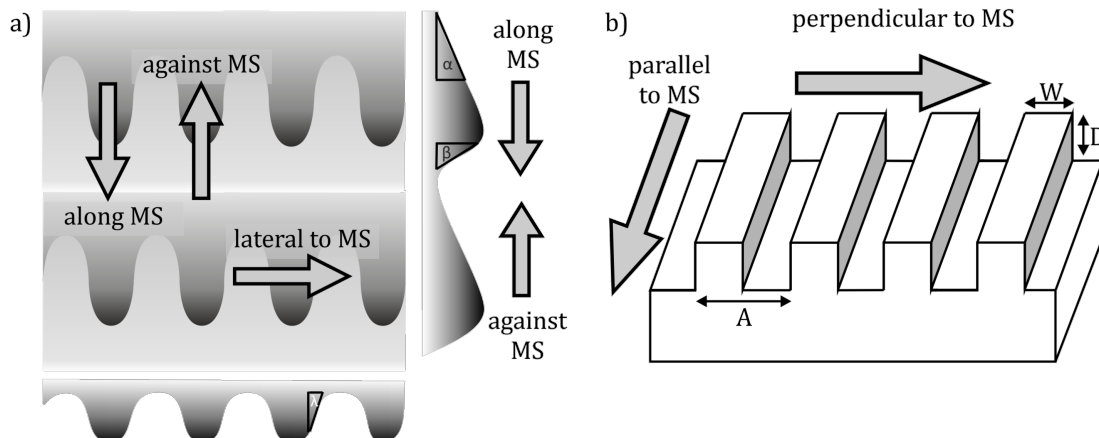 a)
against MS
along MS
lateral to MS
α
β
along
MS
against
MS
λ
b)
perpendicular to MS
parallel
to MS
W
D
A